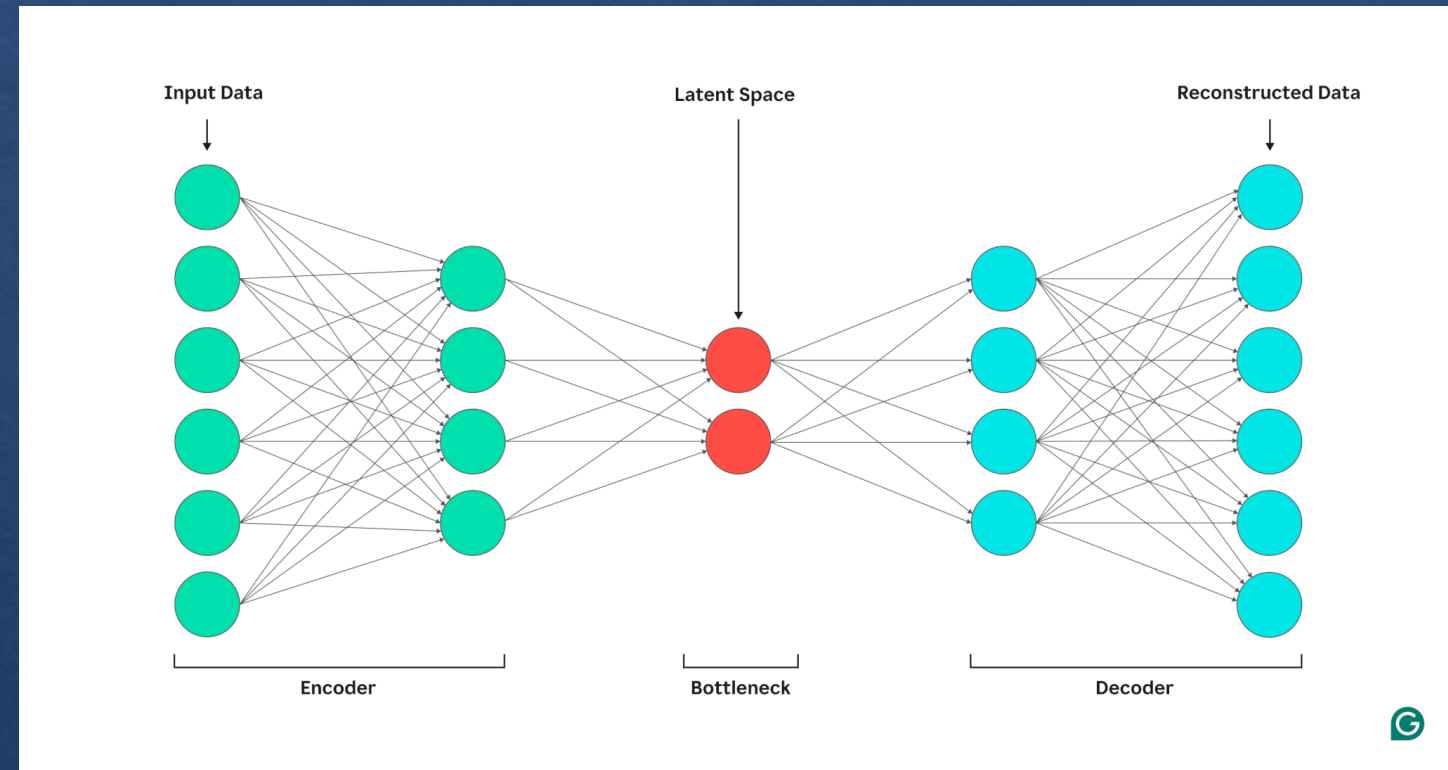 Input Data
Latent Space
Reconstructed Data
Encoder
Bottleneck
Decoder